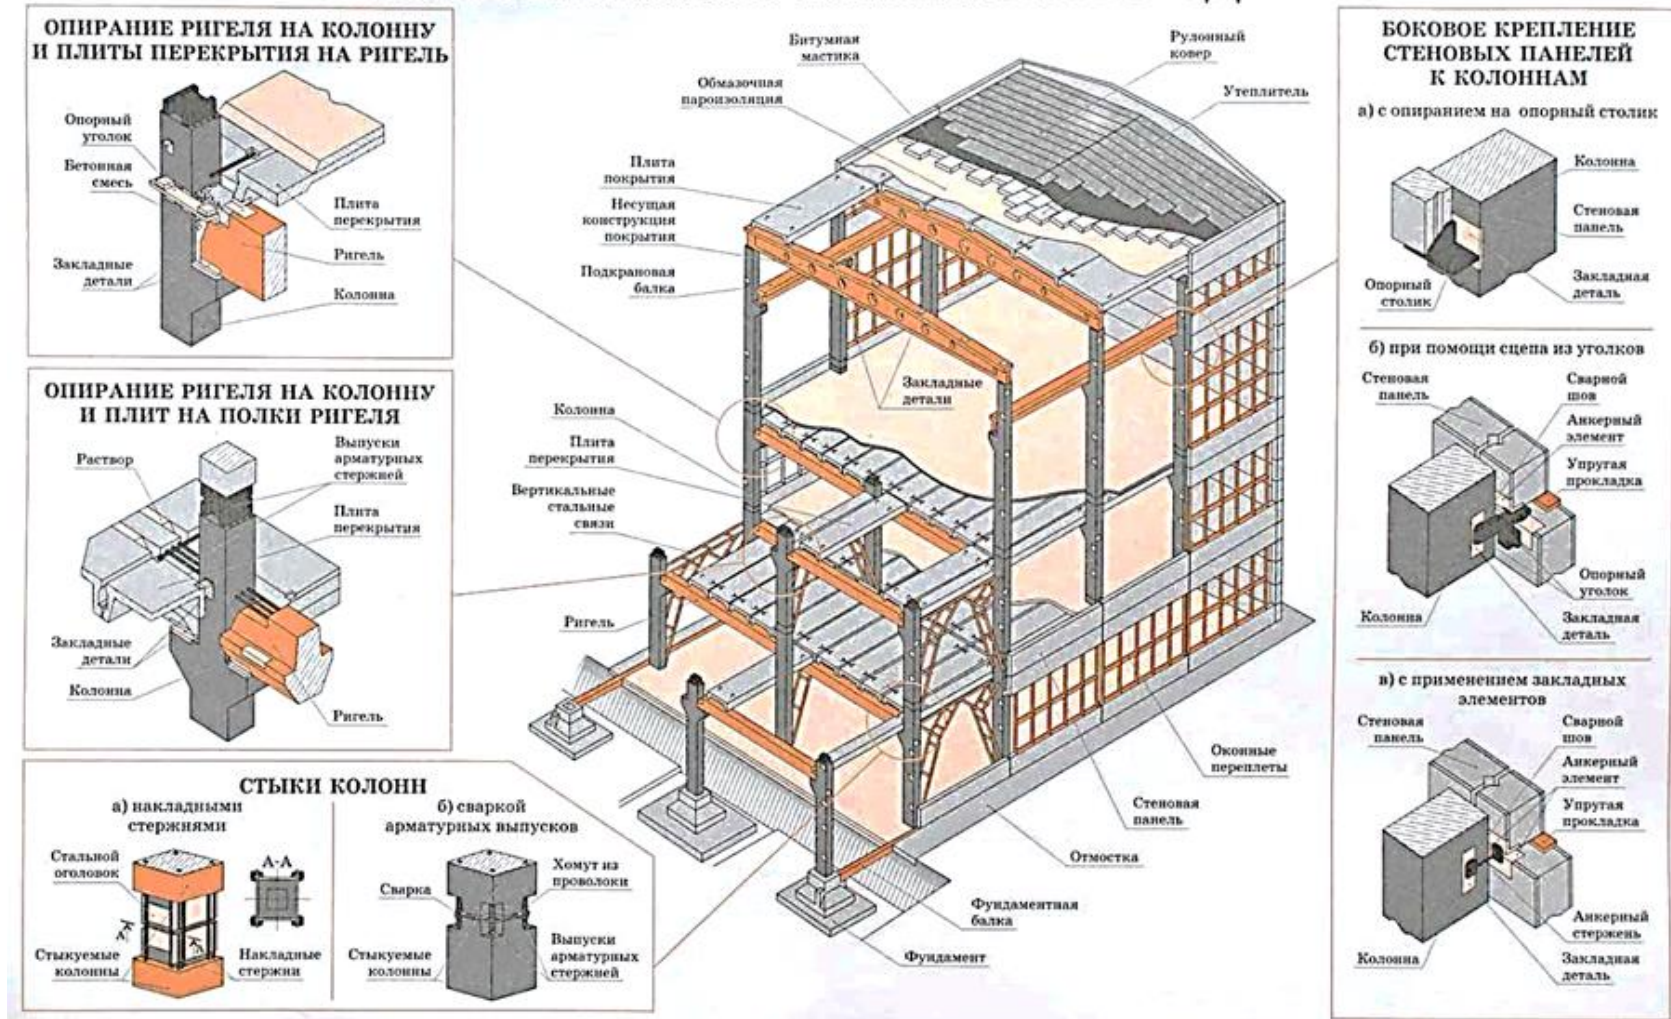 ОПИРАНИЕ РИГЕЛЯ НА КОЛОННУ
И ПЛИТЫ ПЕРЕКРЫТИЯ НА РИГЕЛЬ
Опорный
уголок
Бетонная
смесь
Закладные
детали
Плита
перекрытия
Ригель
Колонна
ОПИРАНИЕ РИГЕЛЯ НА КОЛОННУ
И ПЛИТ НА ПОЛКИ РИГЕЛЯ
Раствор
Выпуски
арматурных
стержней
Плита
перекрытия
Закладные
детали
Колонна
Ригель
СТЫКИ КОЛОНН
а) накладными
стержнями
Стальной
оголовок
А-А
Стыкуемые
колонны
Накладные
стержни
б) сваркой
арматурных выпусков
Сварка
Хомут из
проволоки
Стыкуемые
колонны
Выпуски
арматурных
стержней
Битумная
мастика
Рулонный
ковер
Обмазочная
пароизоляция
Утеплитель
Плита
покрытия
Несущая
конструкция
покрытия
Подкрановая
балка
Закладные
детали
Колонна
Плита
перекрытия
Вертикальные
стальные
связи
Ригель
Оконные
переплеты
Стеновая
панель
Отмостка
Фундаментная
балка
Фундамент
БОКОВОЕ КРЕПЛЕНИЕ
СТЕНОВЫХ ПАНЕЛЕЙ
К КОЛОННАМ
а) с опиранием на опорный столик
Колонна
Стеновая
панель
Закладная
деталь
Опорный
столик
б) при помощи сцепа из уголков
Стеновая
панель
Сварной
шов
Анкерный
элемент
Упругая
прокладка
Опорный
уголок
Колонна
Закладная
деталь
в) с применением закладных
элементов
Стеновая
панель
Сварной
шов
Анкерный
элемент
Упругая
прокладка
Анкерный
стержень
Колонна
Закладная
деталь